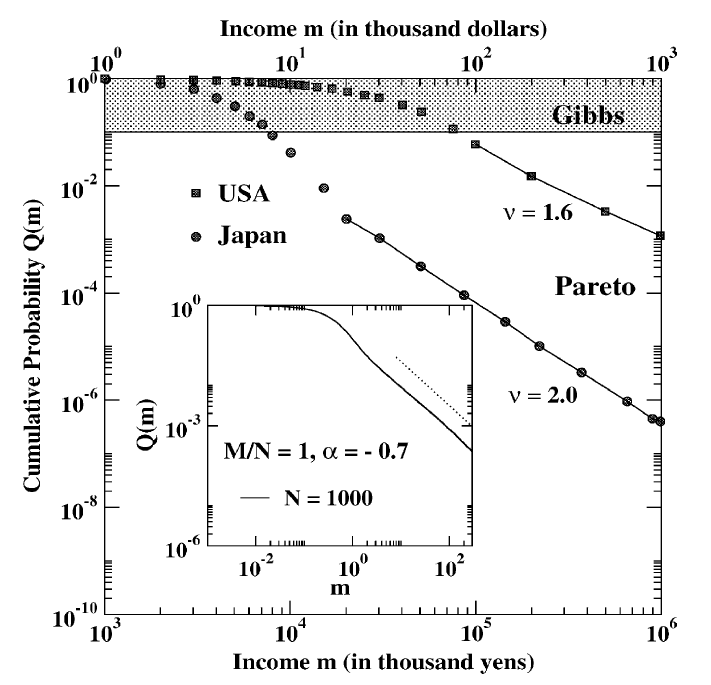 Income m (in thousand dollars)
10^0 10^1 10^2 10^3
10^0
Gibbs
10^-2
USA
ν = 1.6
Japan
Cumulative Probability Q(m)
Pareto
10^-4
10^0
ν = 2.0
10^-6
Q(m)
10^-3
M/N = 1, α = - 0.7
N = 1000
10^-8
10^-6
10^-2 10^0 10^2
m
10^-10
10^3 10^4 10^5 10^6
Income m (in thousand yens)